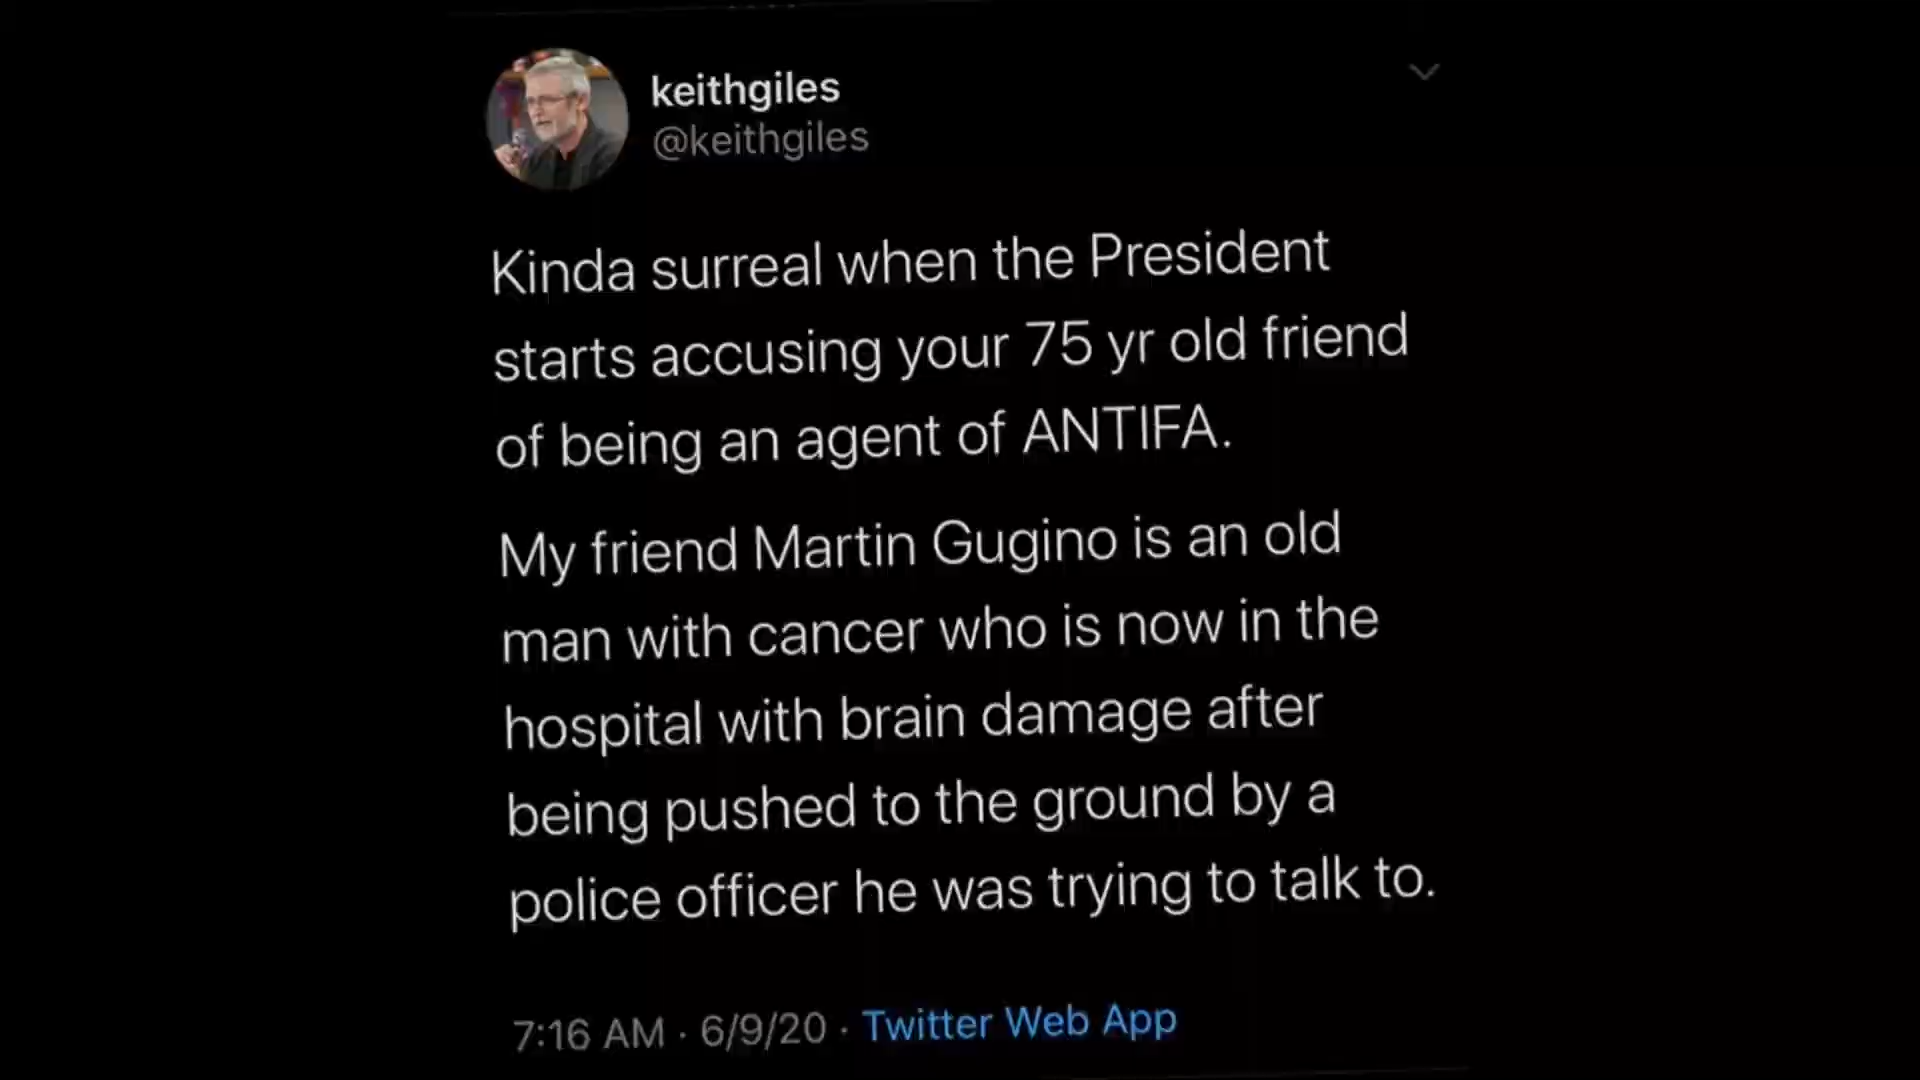 keithgiles
@keithgiles
Kinda surreal when the President
starts accusing your 75 yr old friend
of being an agent of ANTIFA.
My friend Martin Gugino is an old
man with cancer who is now in the
hospital with brain damage after
being pushed to the ground by a
police officer he was trying to talk to.
7:16 AM · 6/9/20 · Twitter Web App